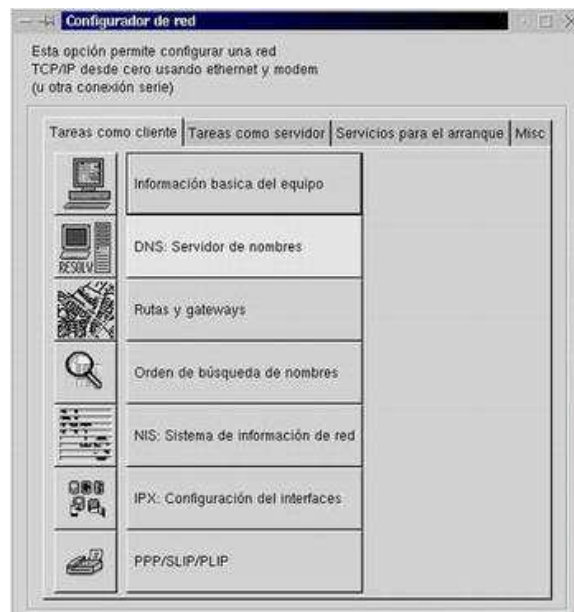 Configurador de red
Esta opción permite configurar una red
TCP/IP desde cero usando ethernet y modem
(u otra conexión serie)
Tareas como cliente Tareas como servidor Servicios para el arranque Misc
Información basica del equipo
RESOLV
DNS: Servidor de nombres
Rutas y gateways
Orden de búsqueda de nombres
NIS: Sistema de información de red
IPX: Configuración del interfaces
PPP/SLIP/PLIP